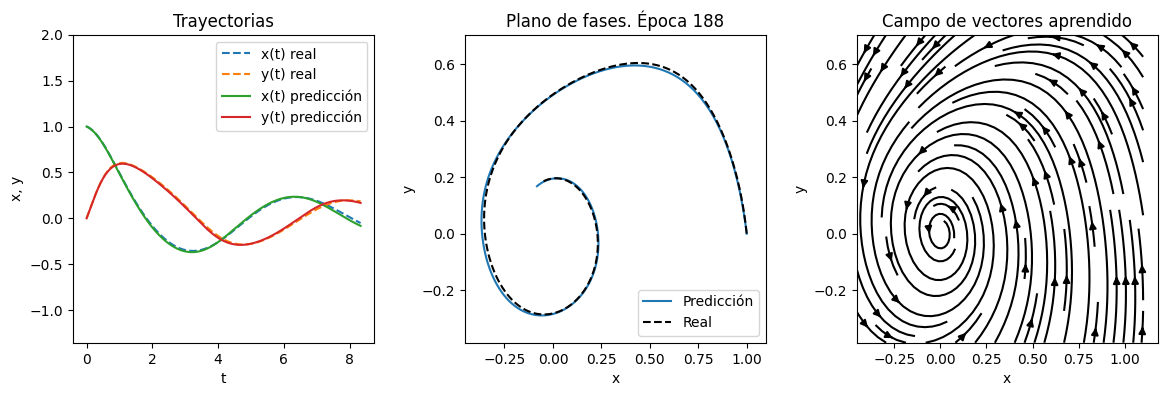 Trayectorias
2.0
1.5
1.0
0.5
0.0
−0.5
−1.0
x, y
0 2 4 6 8
t
x(t) real
y(t) real
x(t) predicción
y(t) predicción
Plano de fases. Época 188
0.6
0.4
0.2
0.0
−0.2
y
−0.25 0.00 0.25 0.50 0.75 1.00
x
Predicción
Real
Campo de vectores aprendido
0.6
0.4
0.2
0.0
−0.2
y
−0.25 0.00 0.25 0.50 0.75 1.00
x